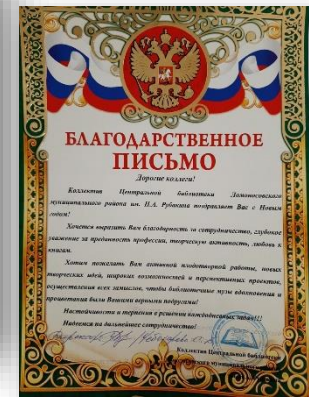 БЛАГОДАРСТВЕННОЕ
ПИСЬМО
Дорогие коллеги!
Коллектив Центральной библиотеки Ломоносовского
муниципального района им. Н.А. Рубакина поздравляет Вас с Новым
годом!
Хочется выразить Вам благодарность за сотрудничество, глубокое
уважение за преданность профессии, творческую активность, любовь к
книгам.
Хотим пожелать Вам активной плодотворной работы, новых
творческих идей, широких возможностей и перспективных проектов,
осуществления всех замыслов, чтобы библиотечные музы вдохновения и
процветания были Вашими верными подругами!
Настойчивости и терпения в решении каждодневных задач!!!
Надеемся на дальнейшее сотрудничество!
Коллектив Центральной библиотеки